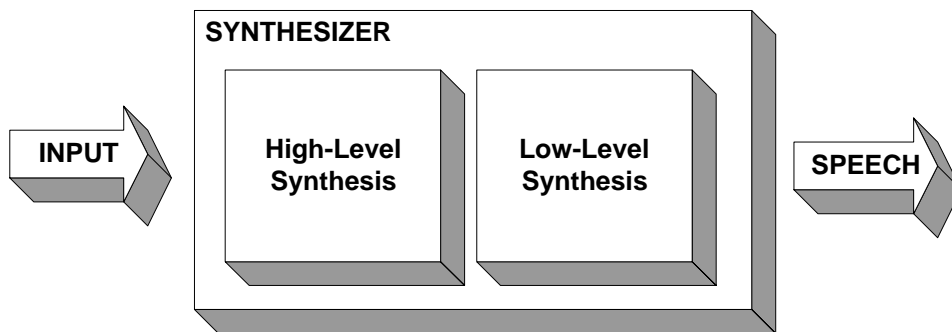 SYNTHESIZER
INPUT
High-Level
Synthesis
Low-Level
Synthesis
SPEECH